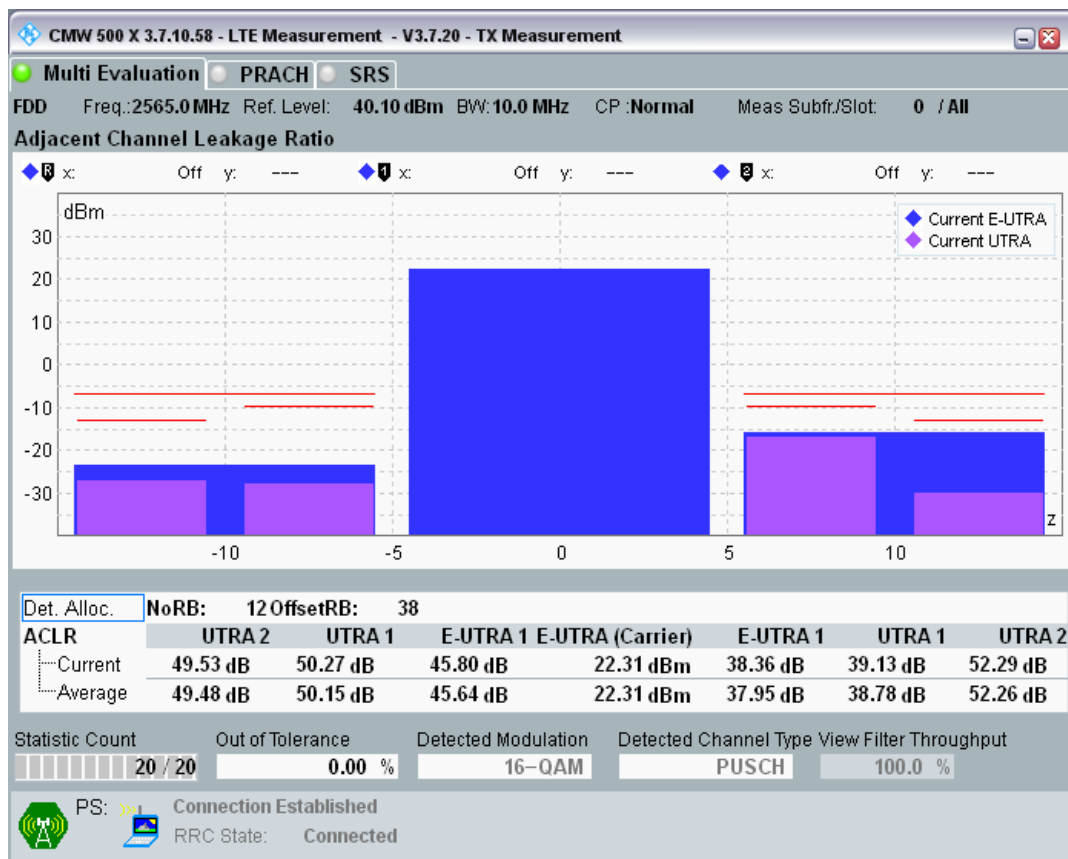 CMW 500 X 3.7.10.58 - LTE Measurement - V3.7.20 - TX Measurement
Multi Evaluation PRACH SRS
FDD Freq.:2565.0 MHz Ref. Level: 40.10 dBm BW:10.0 MHz CP :Normal Meas Subfr./Slot: 0 / All
Adjacent Channel Leakage Ratio
R x: Off y: --- 1 x: Off y: --- 2 x: Off y: ---
dBm
Current E-UTRA
Current UTRA
30
20
10
0
-10
-20
-30
z
-10 -5 0 5 10
Det. Alloc. NoRB: 12 OffsetRB: 38
ACLR UTRA 2 UTRA 1 E-UTRA 1 E-UTRA (Carrier) E-UTRA 1 UTRA 1 UTRA 2
Current 49.53 dB 50.27 dB 45.80 dB 22.31 dBm 38.36 dB 39.13 dB 52.29 dB
Average 49.48 dB 50.15 dB 45.64 dB 22.31 dBm 37.95 dB 38.78 dB 52.26 dB
Statistic Count Out of Tolerance Detected Modulation Detected Channel Type View Filter Throughput
20 / 20 0.00 % 16-QAM PUSCH 100.0 %
PS: Connection Established
RRC State: Connected